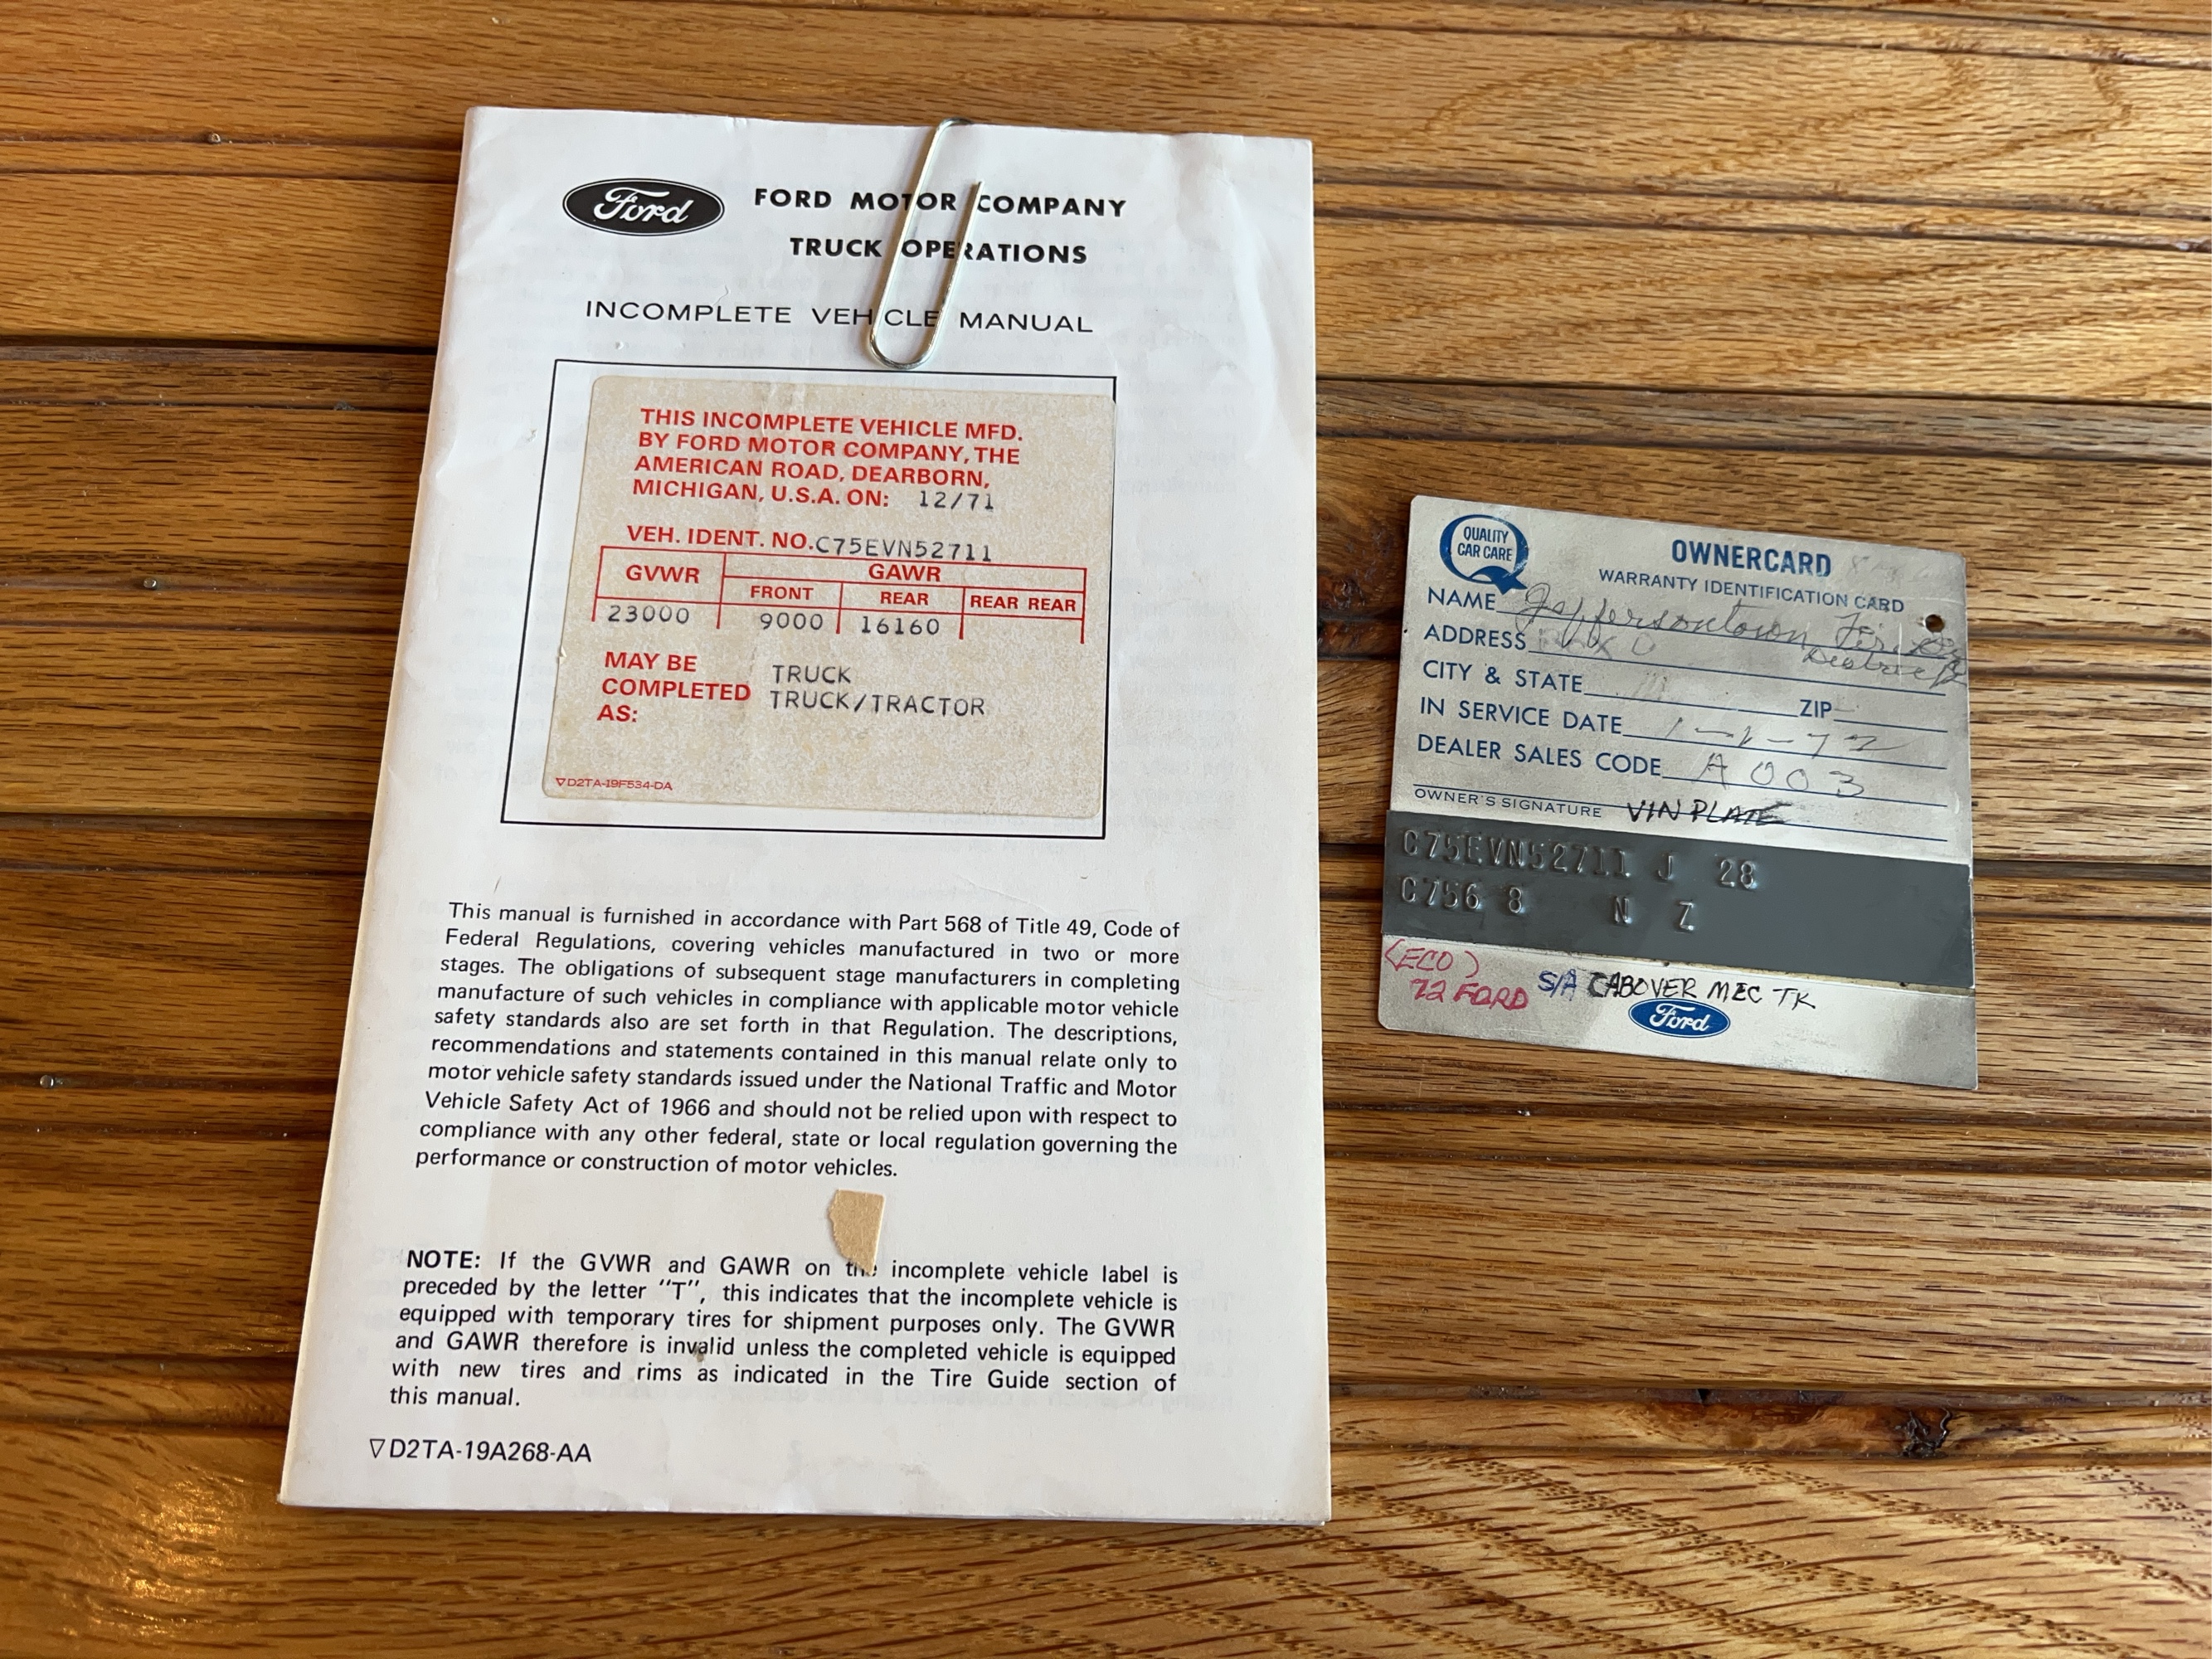 Ford
FORD MOTOR COMPANY
TRUCK OPERATIONS
INCOMPLETE VEHICLE MANUAL
THIS INCOMPLETE VEHICLE MFD.
BY FORD MOTOR COMPANY, THE
AMERICAN ROAD, DEARBORN,
MICHIGAN, U.S.A. ON: 12/71
VEH. IDENT. NO. C75EVN52711
GVWR GAWR
FRONT REAR REAR REAR
23000 9000 16160
MAY BE
COMPLETED
AS:
TRUCK
TRUCK/TRACTOR
▽D2TA-19F534-DA
This manual is furnished in accordance with Part 568 of Title 49, Code of
Federal Regulations, covering vehicles manufactured in two or more
stages. The obligations of subsequent stage manufacturers in completing
manufacture of such vehicles in compliance with applicable motor vehicle
safety standards also are set forth in that Regulation. The descriptions,
recommendations and statements contained in this manual relate only to
motor vehicle safety standards issued under the National Traffic and Motor
Vehicle Safety Act of 1966 and should not be relied upon with respect to
compliance with any other federal, state or local regulation governing the
performance or construction of motor vehicles.
NOTE: If the GVWR and GAWR on the incomplete vehicle label is
preceded by the letter "T", this indicates that the incomplete vehicle is
equipped with temporary tires for shipment purposes only. The GVWR
and GAWR therefore is invalid unless the completed vehicle is equipped
with new tires and rims as indicated in the Tire Guide section of
this manual.
▽D2TA-19A268-AA
QUALITY
CAR CARE
OWNERCARD
WARRANTY IDENTIFICATION CARD
NAME Jeffersontown Fire
ADDRESS
CITY & STATE ZIP
IN SERVICE DATE 1-1-72
DEALER SALES CODE A003
OWNER'S SIGNATURE VIN PLATE
C75EVN52711 J 28
C756 8 N Z
(ECO)
72 FORD S/A CABOVER MEC TK
Ford